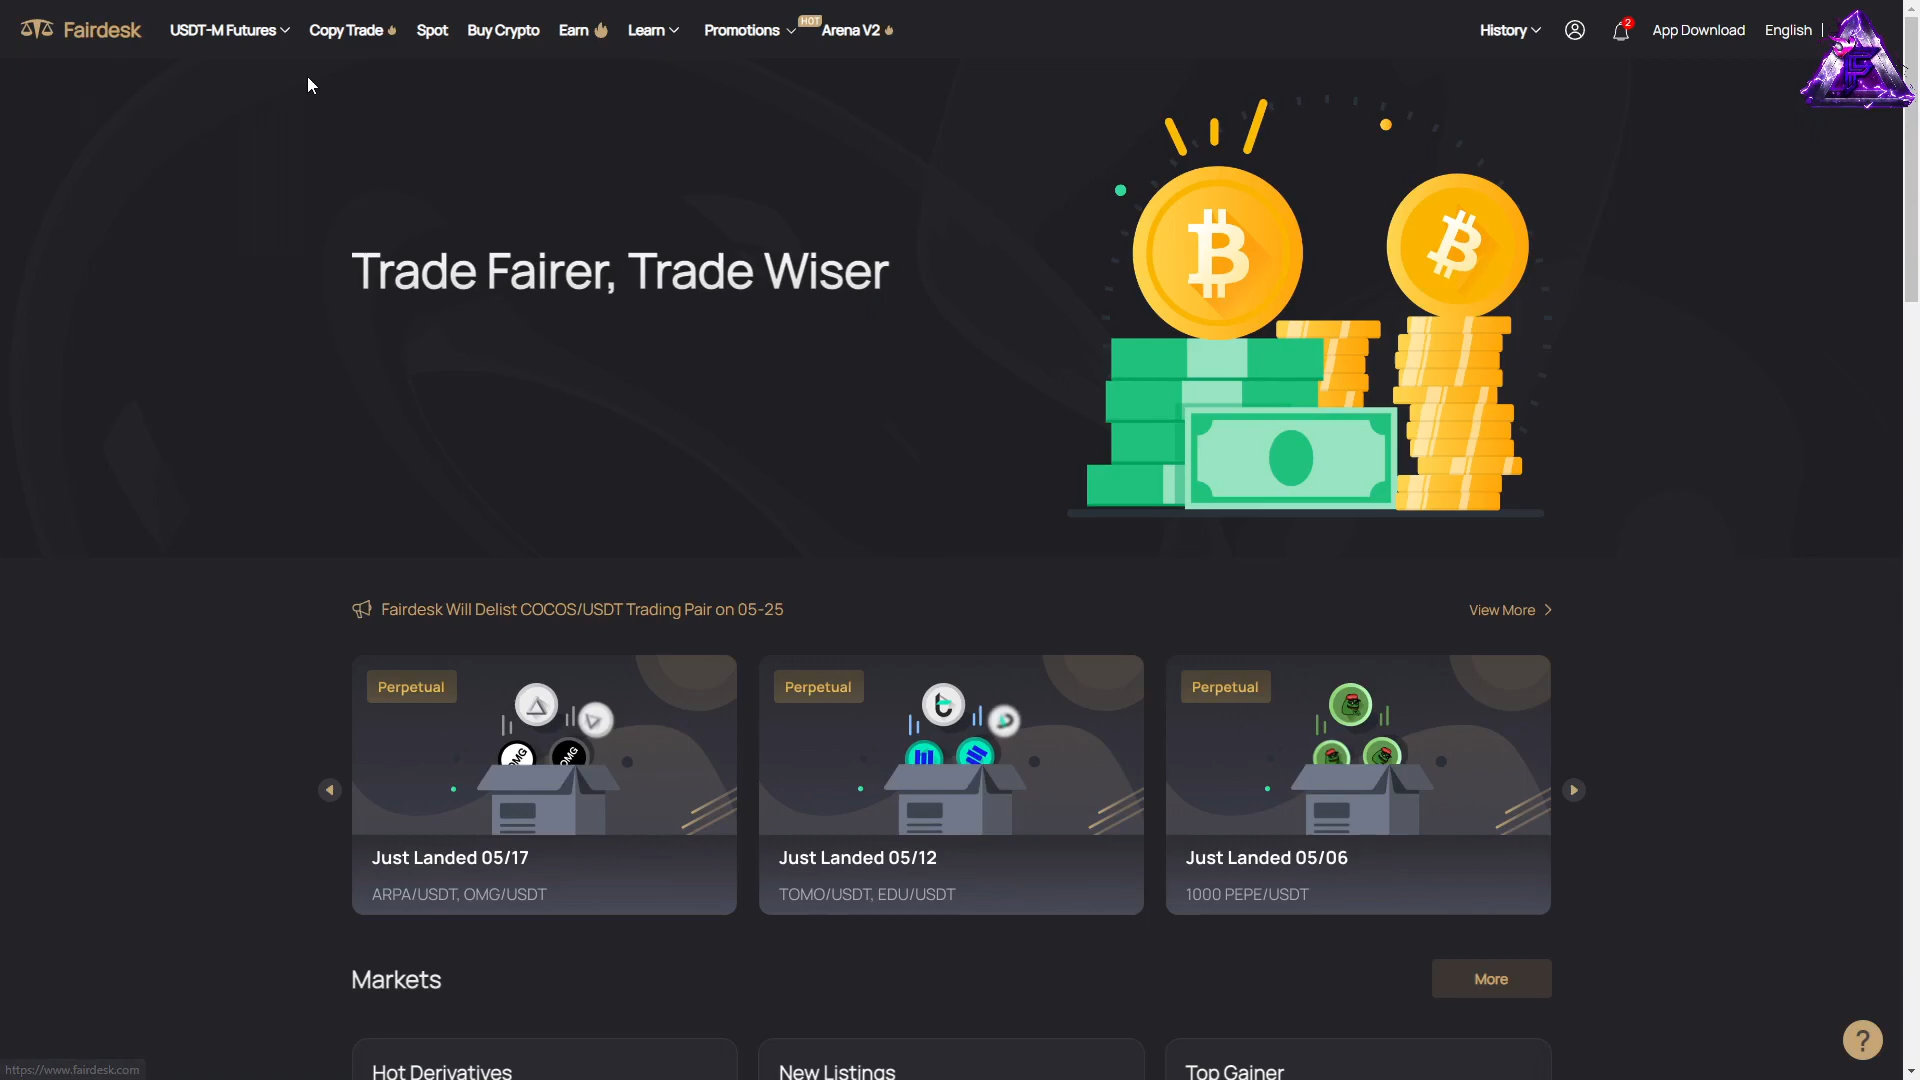 Fairdesk
USDT-M Futures
Copy Trade
Spot
Buy Crypto
Earn
Learn
Promotions
HOT
Arena V2
History
2
App Download
English
Trade Fairer, Trade Wiser
Fairdesk Will Delist COCOS/USDT Trading Pair on 05-25
View More
Perpetual
OMG
OMG
Just Landed 05/17
ARPA/USDT, OMG/USDT
Perpetual
Just Landed 05/12
TOMO/USDT, EDU/USDT
Perpetual
Just Landed 05/06
1000 PEPE/USDT
Markets
More
Hot Derivatives
New Listings
Top Gainer
?
https://www.fairdesk.com